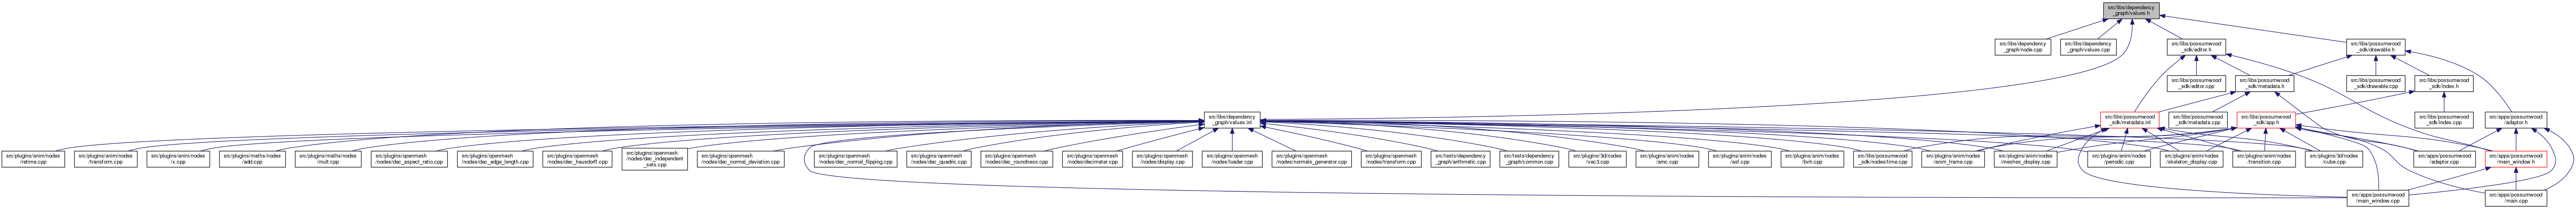 src/libs/dependency
_graph/values.h
src/libs/dependency
_graph/node.cpp
src/libs/dependency
_graph/values.cpp
src/libs/possumwood
_sdk/editor.h
src/libs/possumwood
_sdk/drawable.h
src/libs/possumwood
_sdk/editor.cpp
src/libs/possumwood
_sdk/metadata.h
src/libs/possumwood
_sdk/drawable.cpp
src/libs/possumwood
_sdk/index.h
src/libs/dependency
_graph/values.inl
src/libs/possumwood
_sdk/metadata.inl
src/libs/possumwood
_sdk/metadata.cpp
src/libs/possumwood
_sdk/app.h
src/libs/possumwood
_sdk/index.cpp
src/apps/possumwood
/adaptor.h
src/plugins/anim/nodes
/retime.cpp
src/plugins/anim/nodes
/transform.cpp
src/plugins/anim/nodes
/x.cpp
src/plugins/maths/nodes
/add.cpp
src/plugins/maths/nodes
/mult.cpp
src/plugins/openmesh
/nodes/dec_aspect_ratio.cpp
src/plugins/openmesh
/nodes/dec_edge_length.cpp
src/plugins/openmesh
/nodes/dec_hausdorff.cpp
src/plugins/openmesh
/nodes/dec_independent
_sets.cpp
src/plugins/openmesh
/nodes/dec_normal_deviation.cpp
src/plugins/openmesh
/nodes/dec_normal_flipping.cpp
src/plugins/openmesh
/nodes/dec_quadric.cpp
src/plugins/openmesh
/nodes/dec_roundness.cpp
src/plugins/openmesh
/nodes/decimater.cpp
src/plugins/openmesh
/nodes/display.cpp
src/plugins/openmesh
/nodes/loader.cpp
src/plugins/openmesh
/nodes/normals_generator.cpp
src/plugins/openmesh
/nodes/transform.cpp
src/tests/dependency
_graph/arithmetic.cpp
src/tests/dependency
_graph/common.cpp
src/plugins/3d/nodes
/vec3.cpp
src/plugins/anim/nodes
/amc.cpp
src/plugins/anim/nodes
/asf.cpp
src/plugins/anim/nodes
/bvh.cpp
src/libs/possumwood
_sdk/nodes/time.cpp
src/plugins/anim/nodes
/anim_frame.cpp
src/plugins/anim/nodes
/meshes_display.cpp
src/plugins/anim/nodes
/periodic.cpp
src/plugins/anim/nodes
/skeleton_display.cpp
src/plugins/anim/nodes
/transition.cpp
src/plugins/3d/nodes
/cube.cpp
src/apps/possumwood
/adaptor.cpp
src/apps/possumwood
/main_window.h
src/apps/possumwood
/main_window.cpp
src/apps/possumwood
/main.cpp